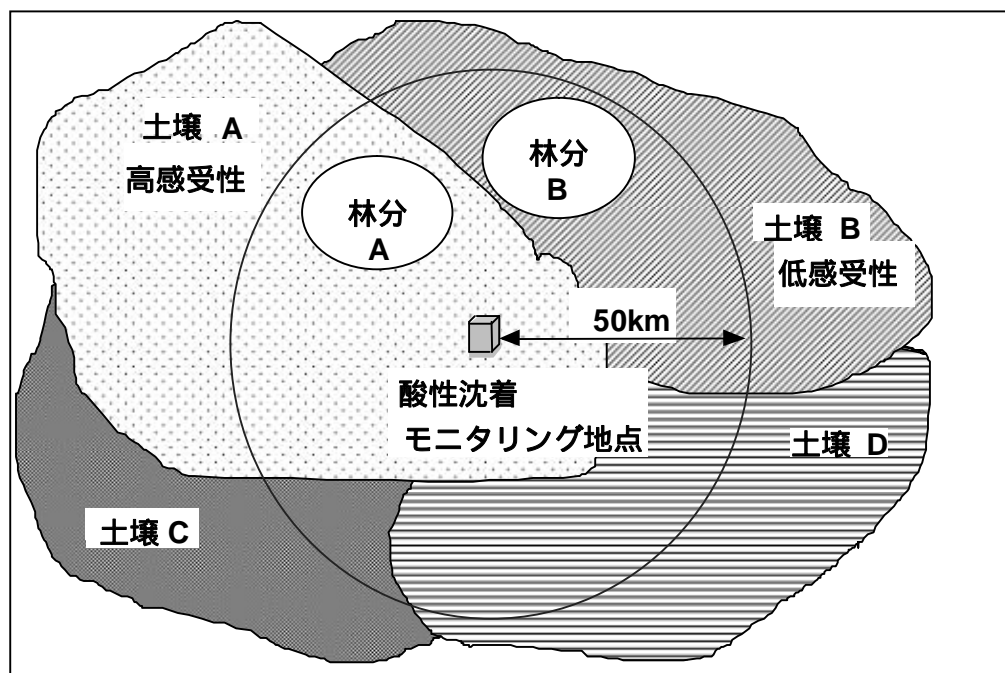 土壌 A
高感受性
林分
A
林分
B
土壌 B
低感受性
50km
酸性沈着
モニタリング地点
土壌 C
土壌 D